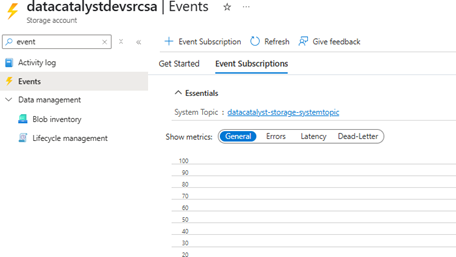 datacatalystdevsrcsa | Events
Storage account
event
Activity log
Events
Data management
Blob inventory
Lifecycle management
Event Subscription
Refresh
Give feedback
Get Started
Event Subscriptions
Essentials
System Topic : datacatalyst-storage-systemtopic
Show metrics: General Errors Latency Dead-Letter
100
90
80
70
60
50
40
30
20